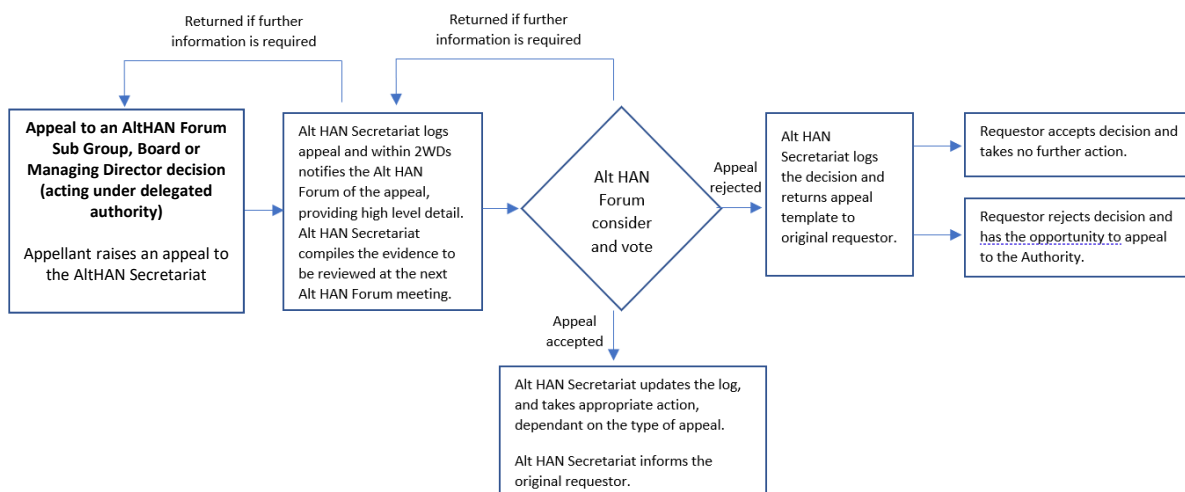 Returned if further
information is required
Returned if further
information is required
Appeal to an AltHAN Forum
Sub Group, Board or
Managing Director decision
(acting under delegated
authority)
Appellant raises an appeal to
the AltHAN Secretariat
Alt HAN Secretariat logs
appeal and within 2WDs
notifies the Alt HAN
Forum of the appeal,
providing high level detail.
Alt HAN Secretariat
compiles the evidence to
be reviewed at the next
Alt HAN Forum meeting.
Alt HAN
Forum
consider
and vote
Appeal
rejected
Alt HAN
Secretariat logs
the decision and
returns appeal
template to
original requestor.
Requestor accepts decision and
takes no further action.
Requestor rejects decision and
has the opportunity to appeal
to the Authority.
Appeal
accepted
Alt HAN Secretariat updates the log,
and takes appropriate action,
dependant on the type of appeal.
Alt HAN Secretariat informs the
original requestor.